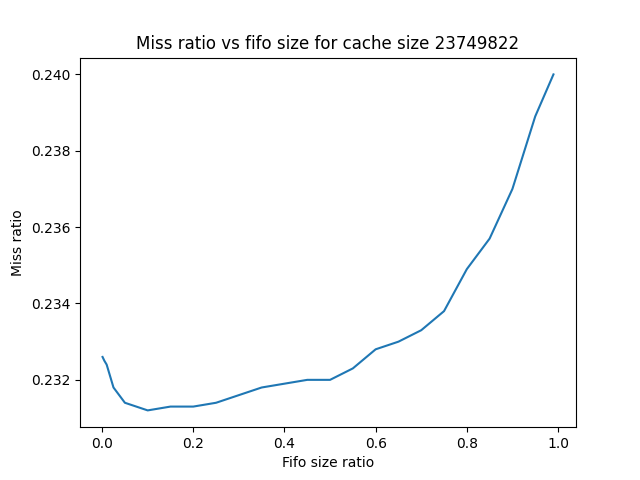 Miss ratio vs fifo size for cache size 23749822
0.240
0.238
0.236
0.234
0.232
Miss ratio
0.0 0.2 0.4 0.6 0.8 1.0
Fifo size ratio